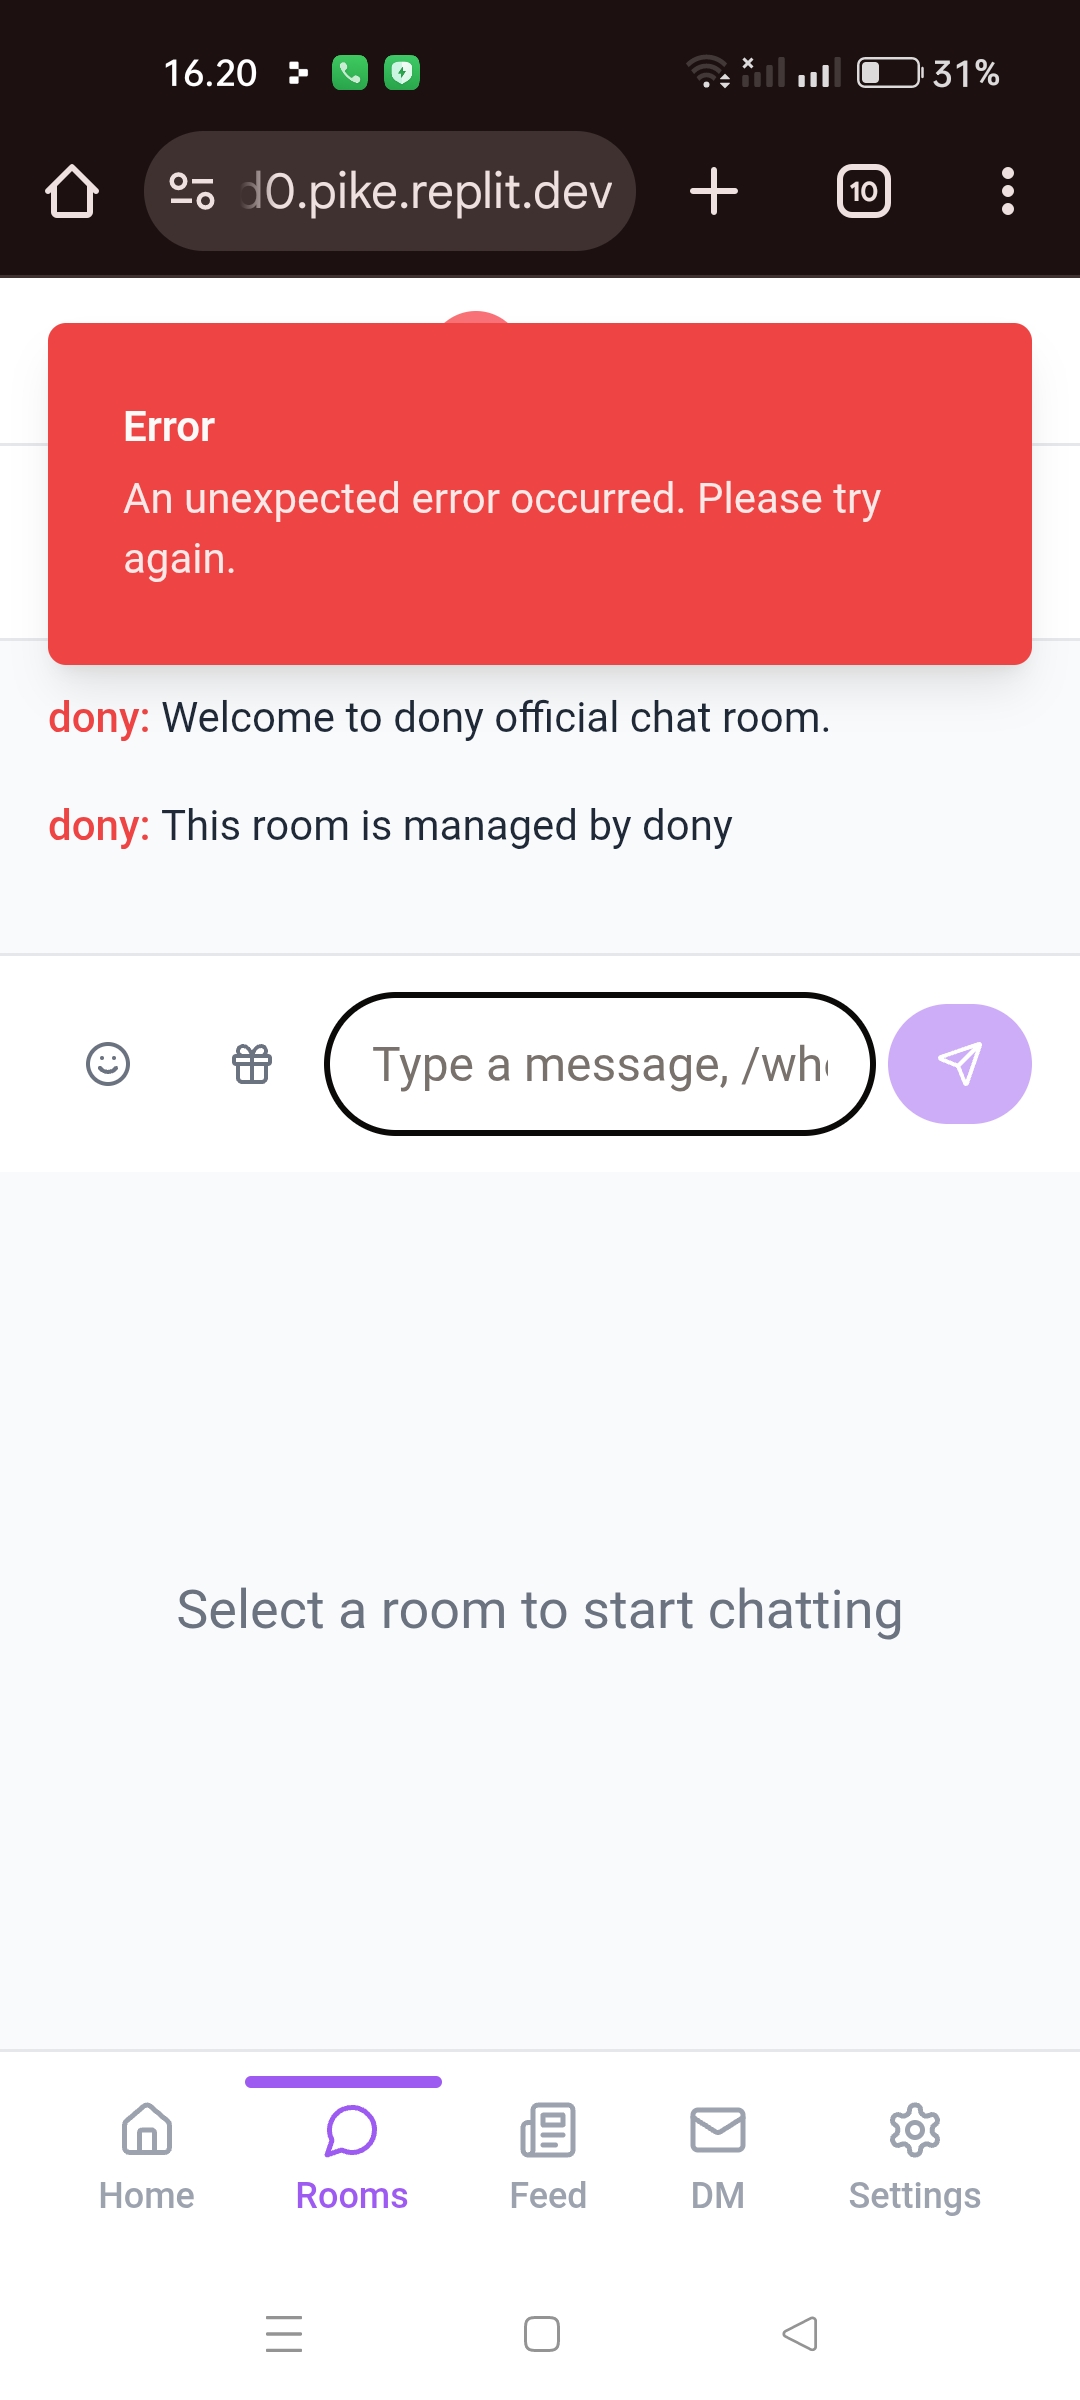 16.20
31%
d0.pike.replit.dev
10
Error
An unexpected error occurred. Please try
again.
dony: Welcome to dony official chat room.
dony: This room is managed by dony
Type a message, /wh
Select a room to start chatting
Home
Rooms
Feed
DM
Settings